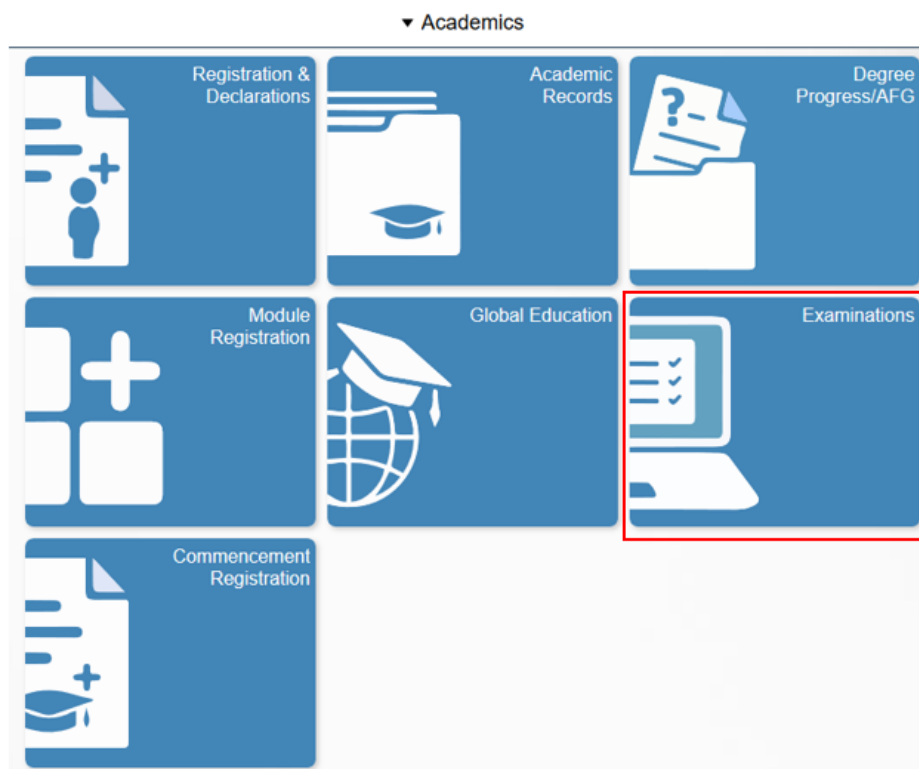 Academics
Registration &
Declarations
Academic
Records
Degree
Progress/AFG
Module
Registration
Global Education
Examinations
Commencement
Registration